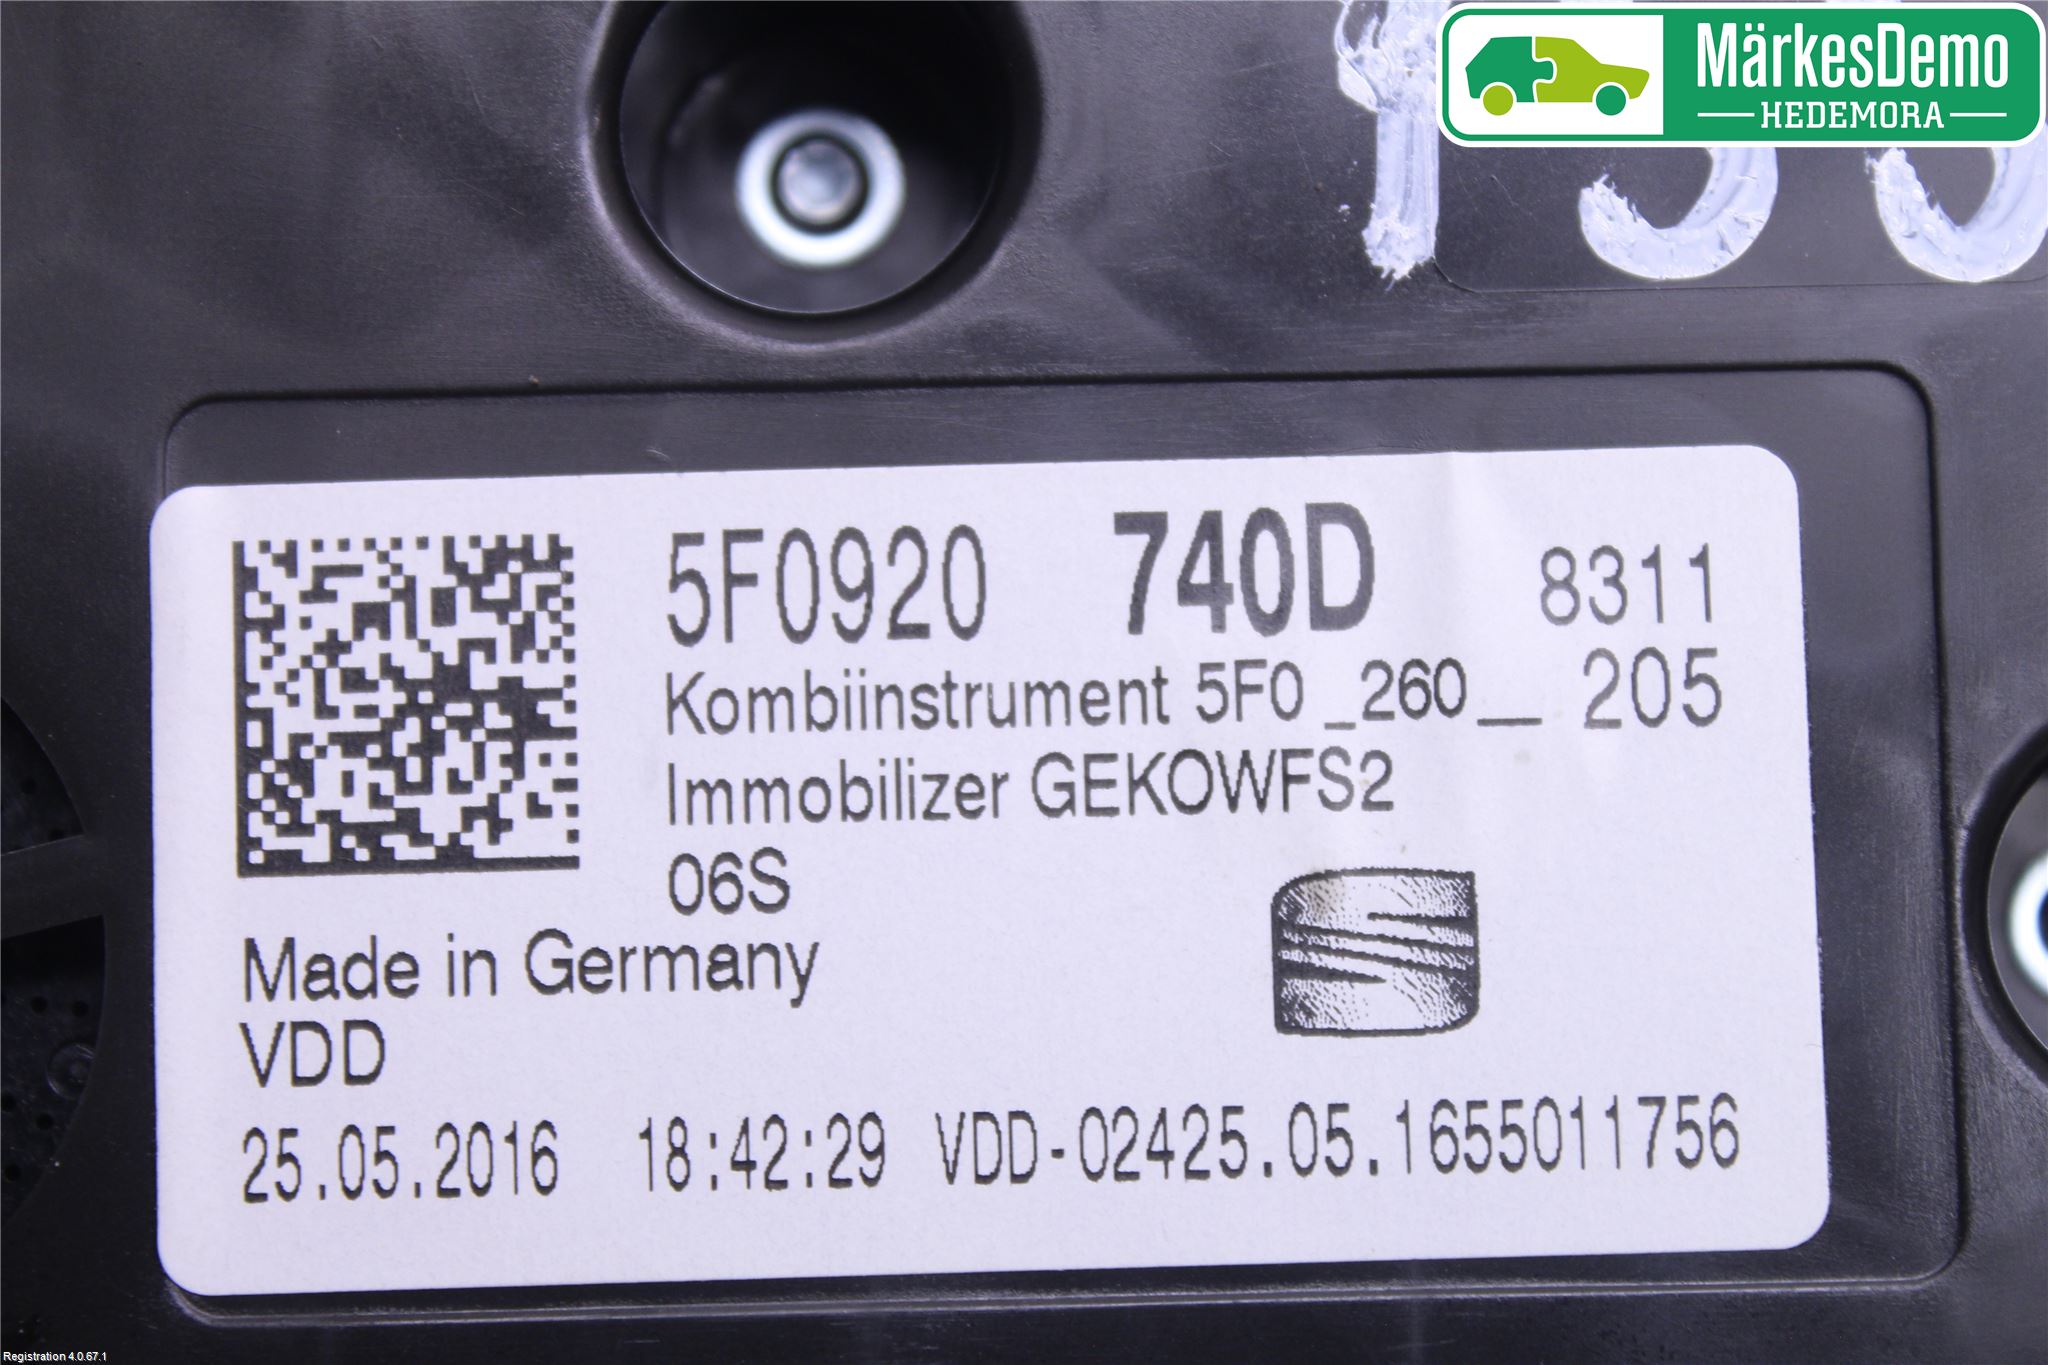 MärkesDemo
HEDEMORA
5F0920 740D 8311
Kombiinstrument 5F0 _260__ 205
Immobilizer GEKOWFS2
06S
Made in Germany
VDD
25.05.2016 18:42:29 VDD-02425.05.1655011756
Registration 4.0.67.1